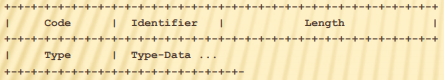 +-+-+-+-+-+-+-+-+-+-+-+-+-+-+-+-+-+-+-+-+-+-+-+-+-+-+-+-+-+-+-+-+
|     Code      |  Identifier   |            Length             |
+-+-+-+-+-+-+-+-+-+-+-+-+-+-+-+-+-+-+-+-+-+-+-+-+-+-+-+-+-+-+-+-+
|     Type      |  Type-Data ...
+-+-+-+-+-+-+-+-+-+-+-+-+-+-+-+-+-+-